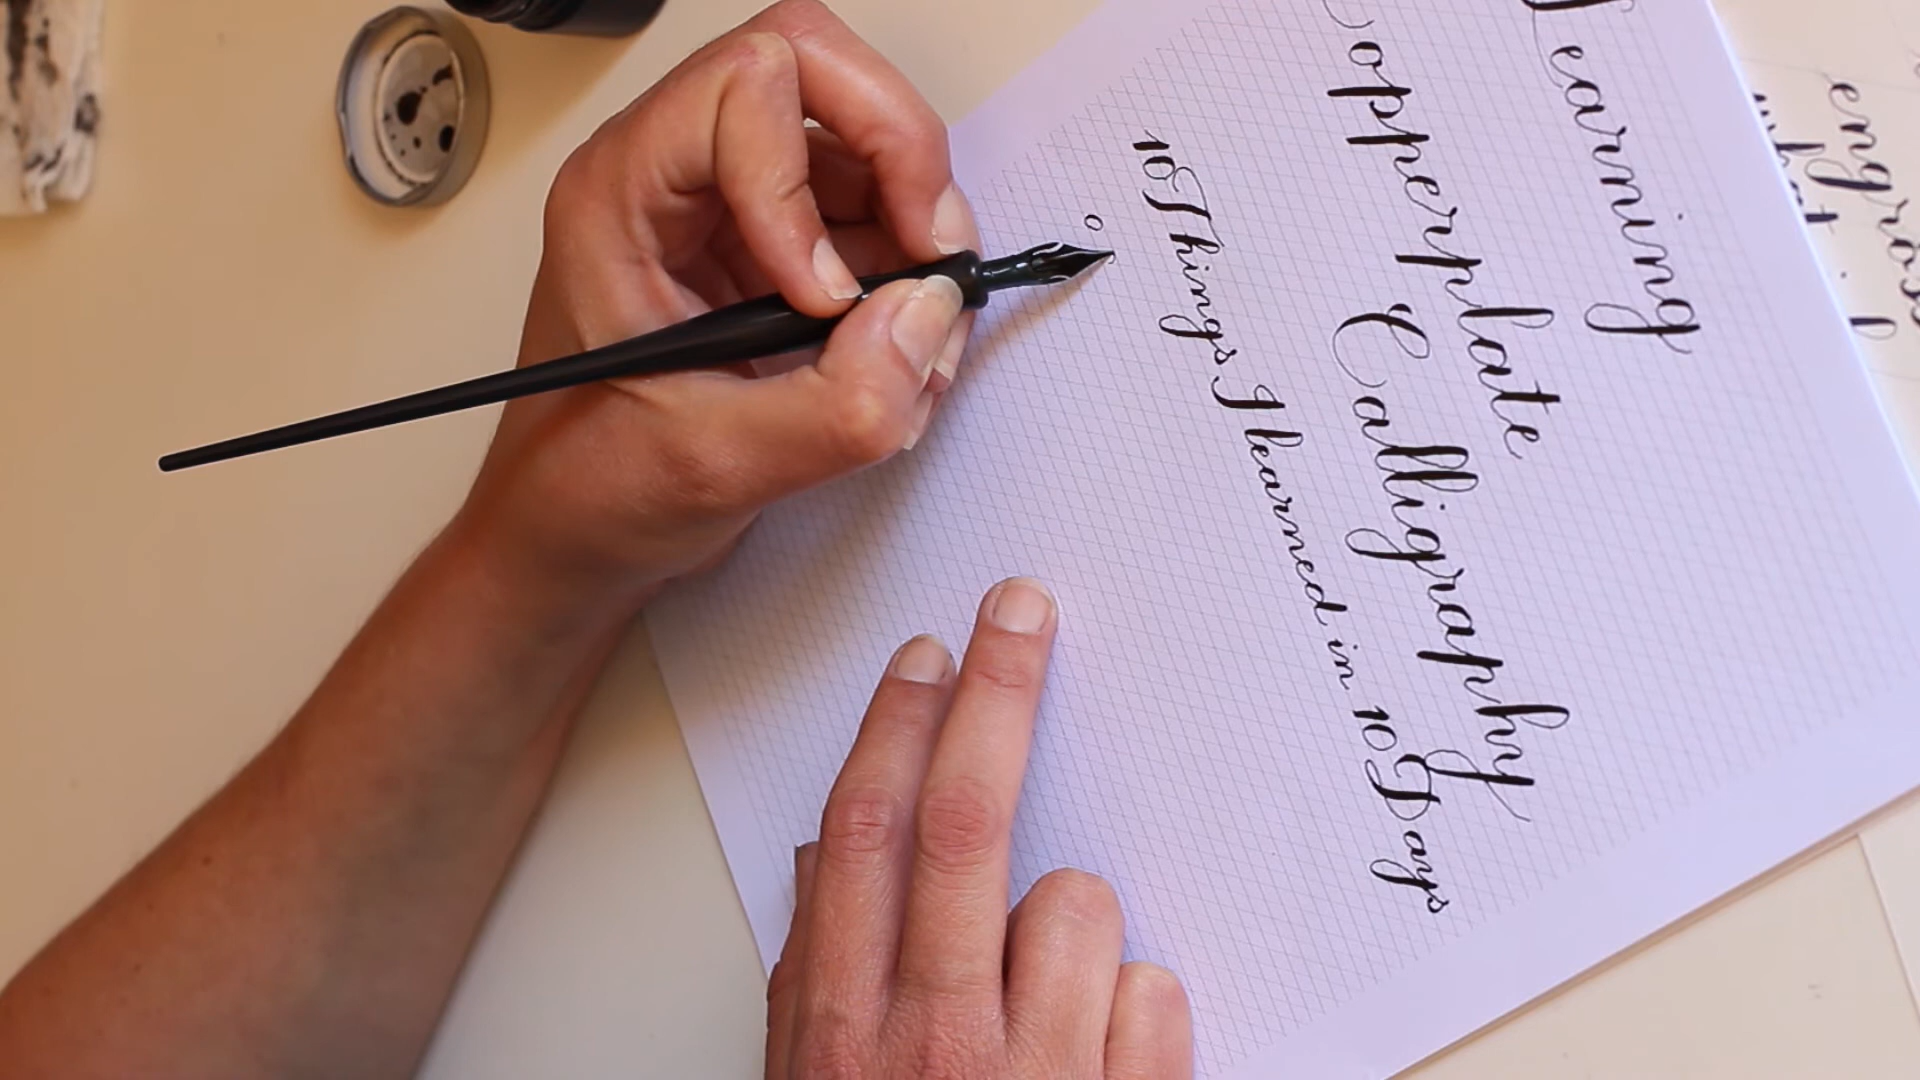 Learning
Copperplate
Calligraphy
10 Things I learned in 10 Days
o